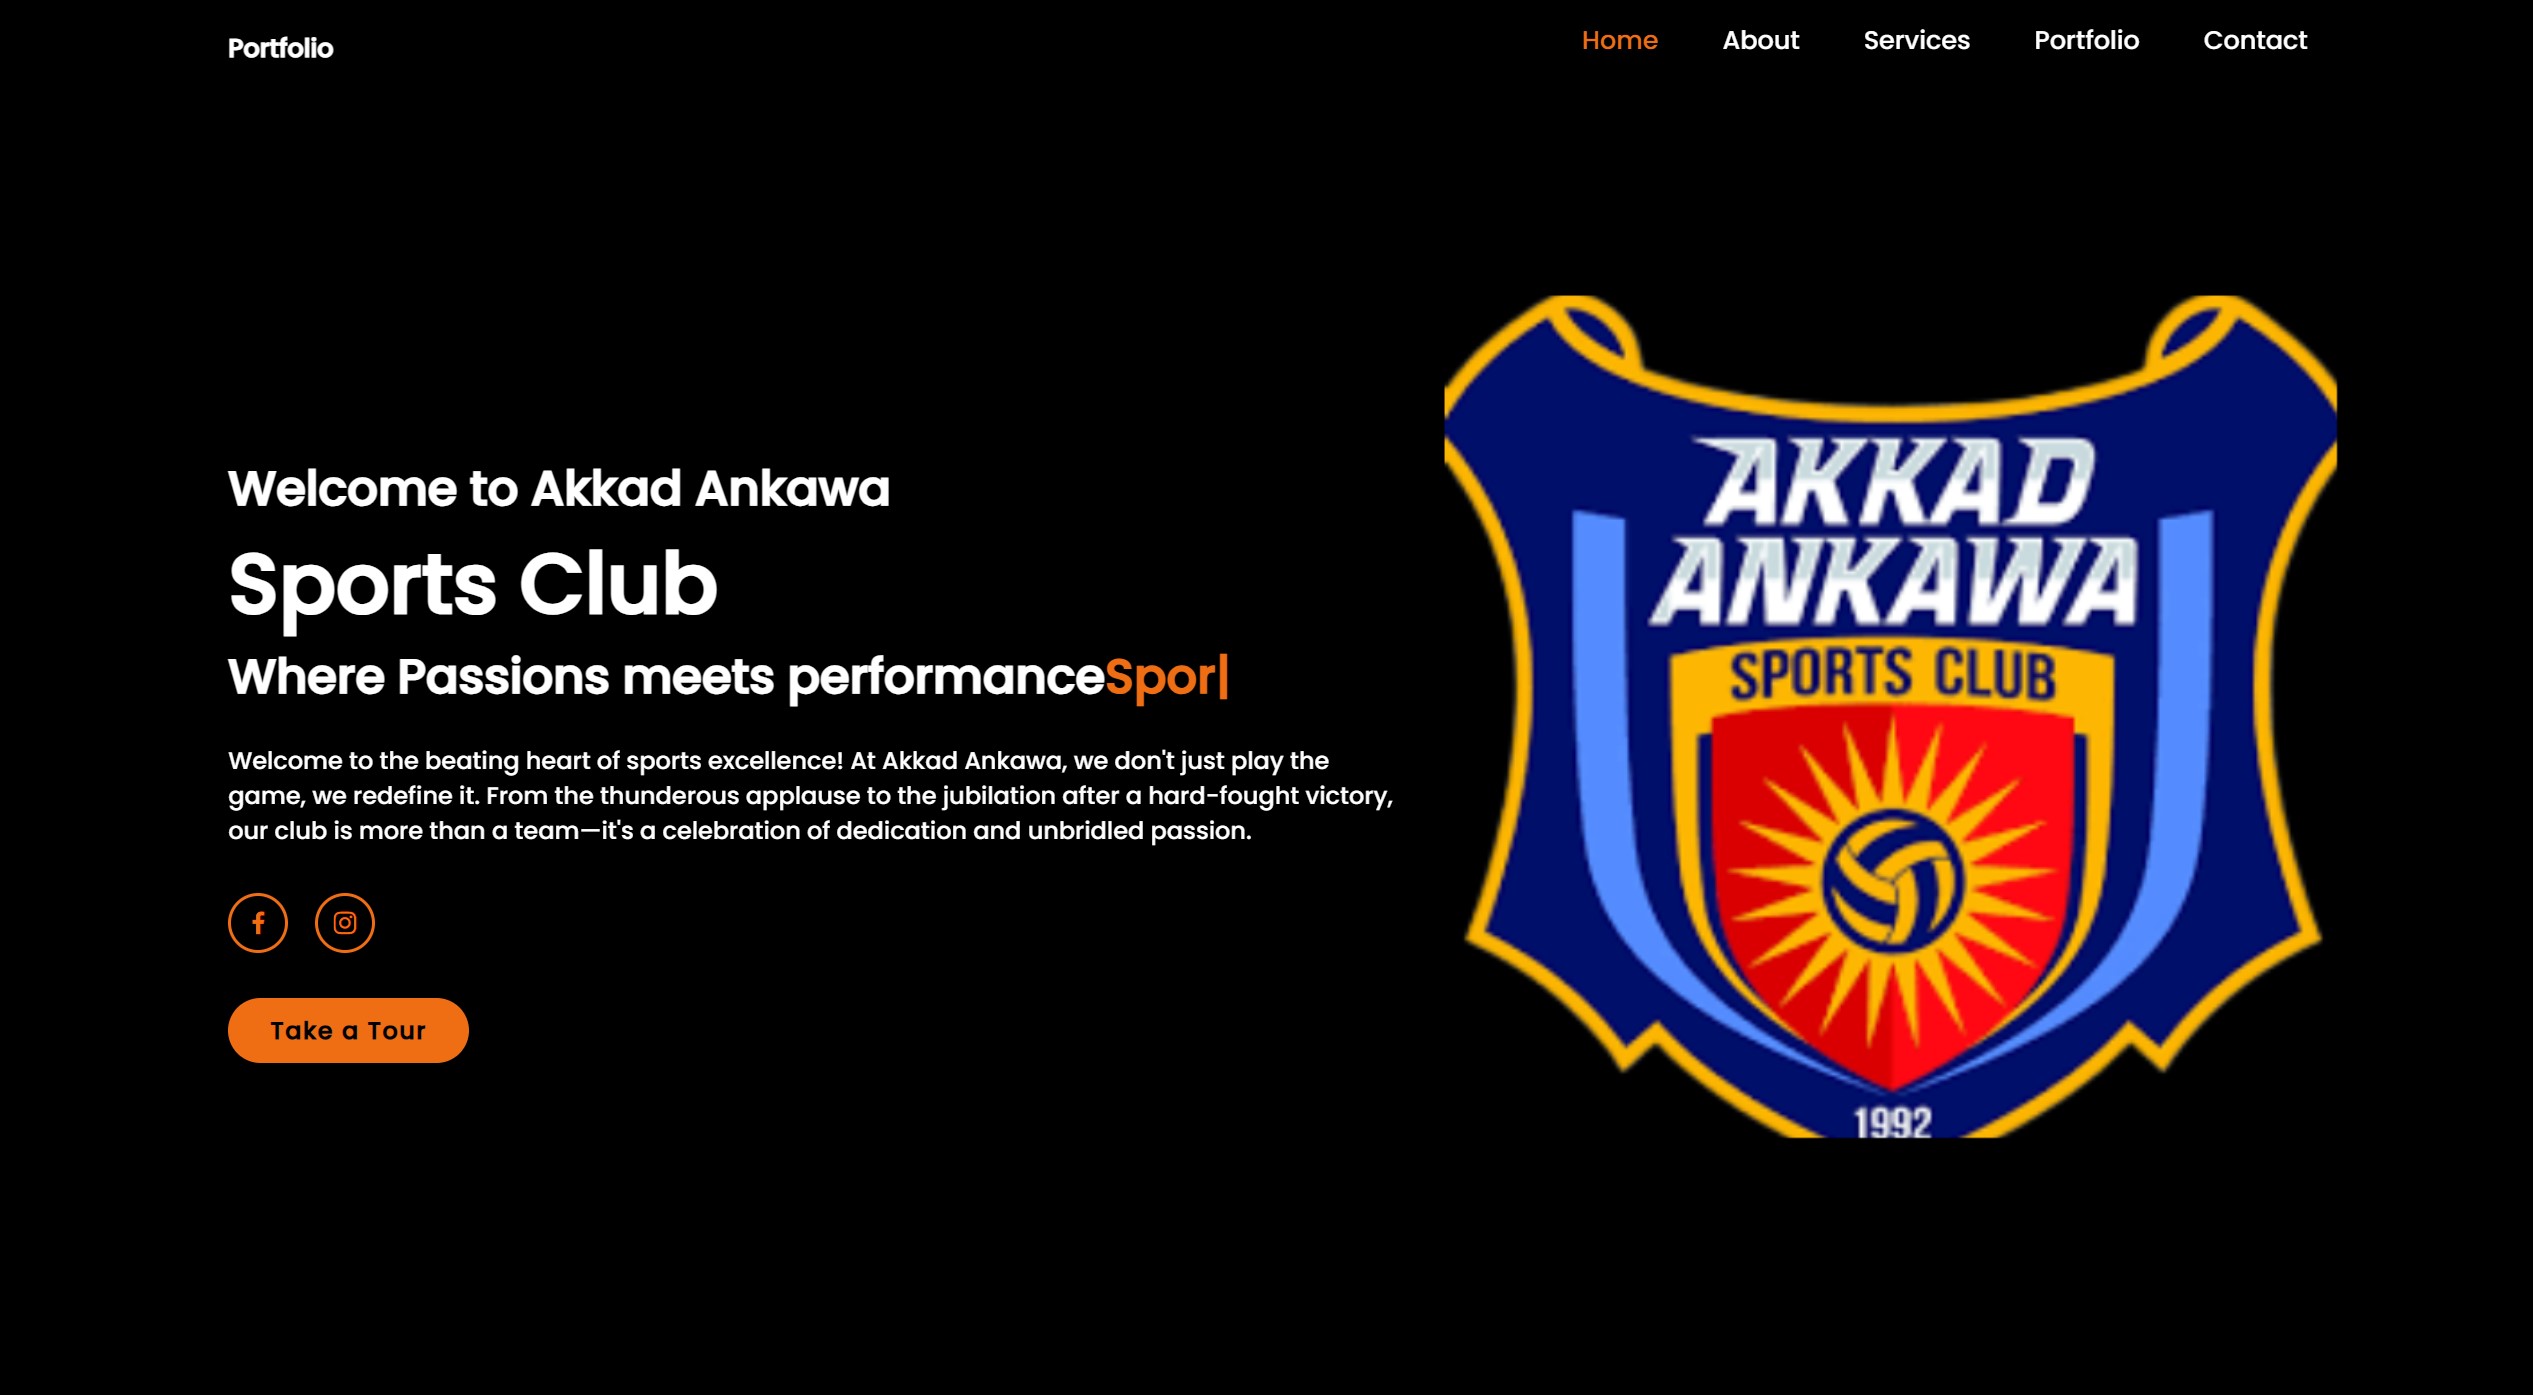 Portfolio
Home About Services Portfolio Contact
Welcome to Akkad Ankawa
Sports Club
Where Passions meets performanceSpor|
Welcome to the beating heart of sports excellence! At Akkad Ankawa, we don't just play the
game, we redefine it. From the thunderous applause to the jubilation after a hard-fought victory,
our club is more than a team—it's a celebration of dedication and unbridled passion.
Take a Tour
AKKAD
ANKAWA
SPORTS CLUB
1992